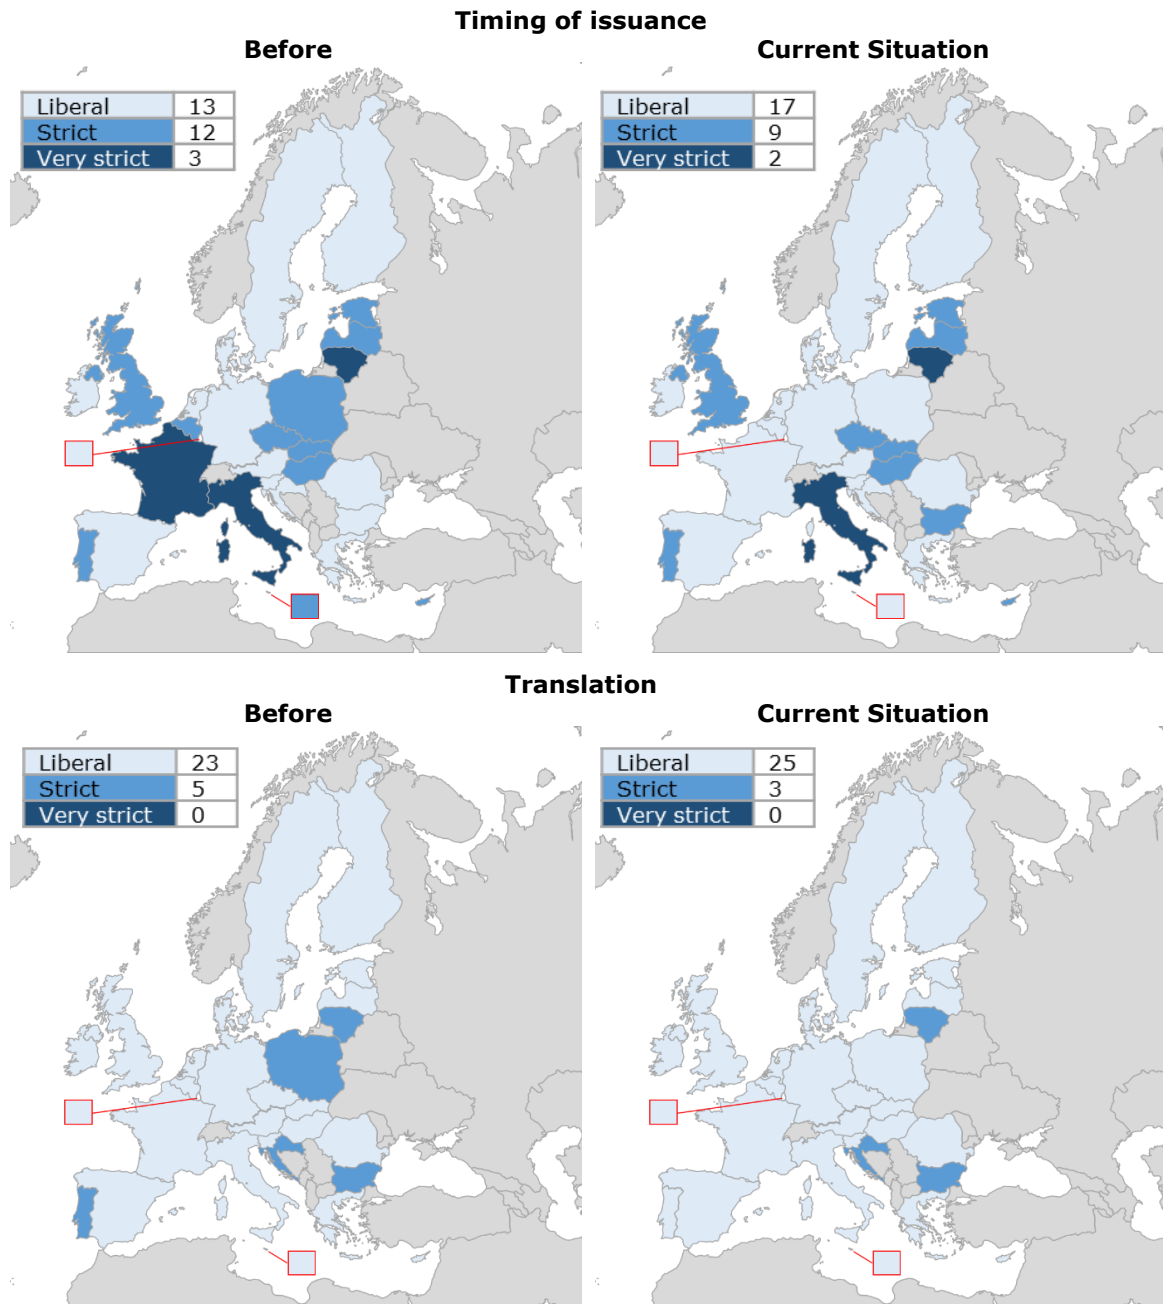 Timing of issuance
Before
Current Situation
Liberal 13
Strict 12
Very strict 3
Liberal 17
Strict 9
Very strict 2
Translation
Before
Current Situation
Liberal 23
Strict 5
Very strict 0
Liberal 25
Strict 3
Very strict 0